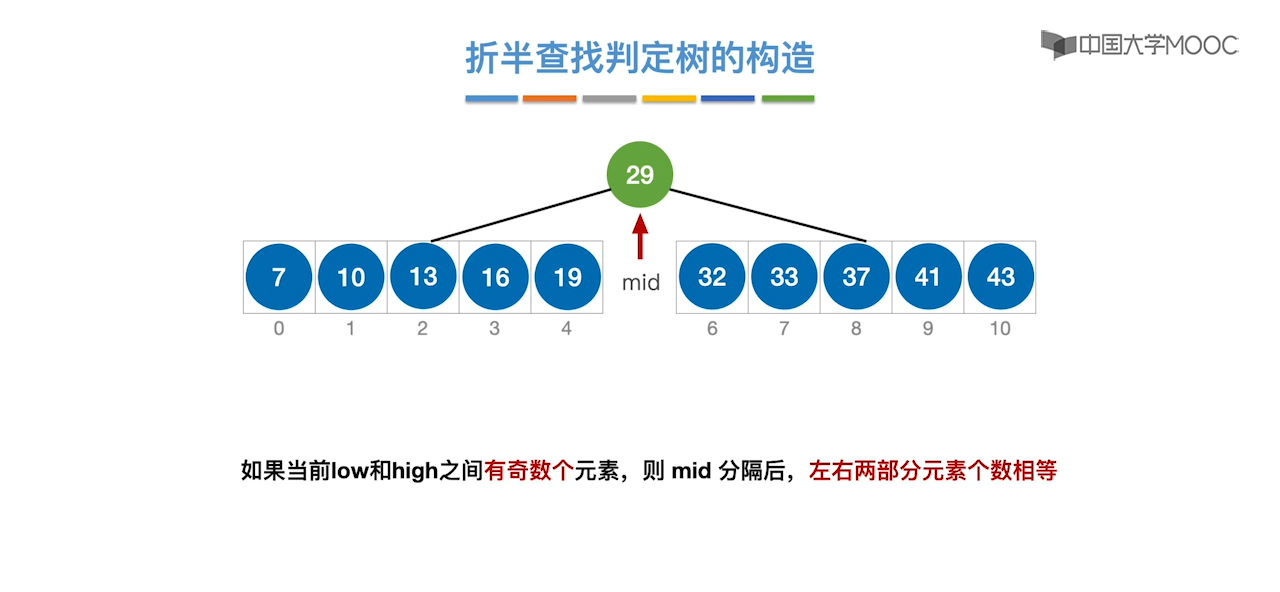 折半查找判定树的构造
中国大学MOOC
29
7 10 13 16 19 mid 32 33 37 41 43
0 1 2 3 4 6 7 8 9 10
如果当前low和high之间有奇数个元素，则 mid 分隔后，左右两部分元素个数相等